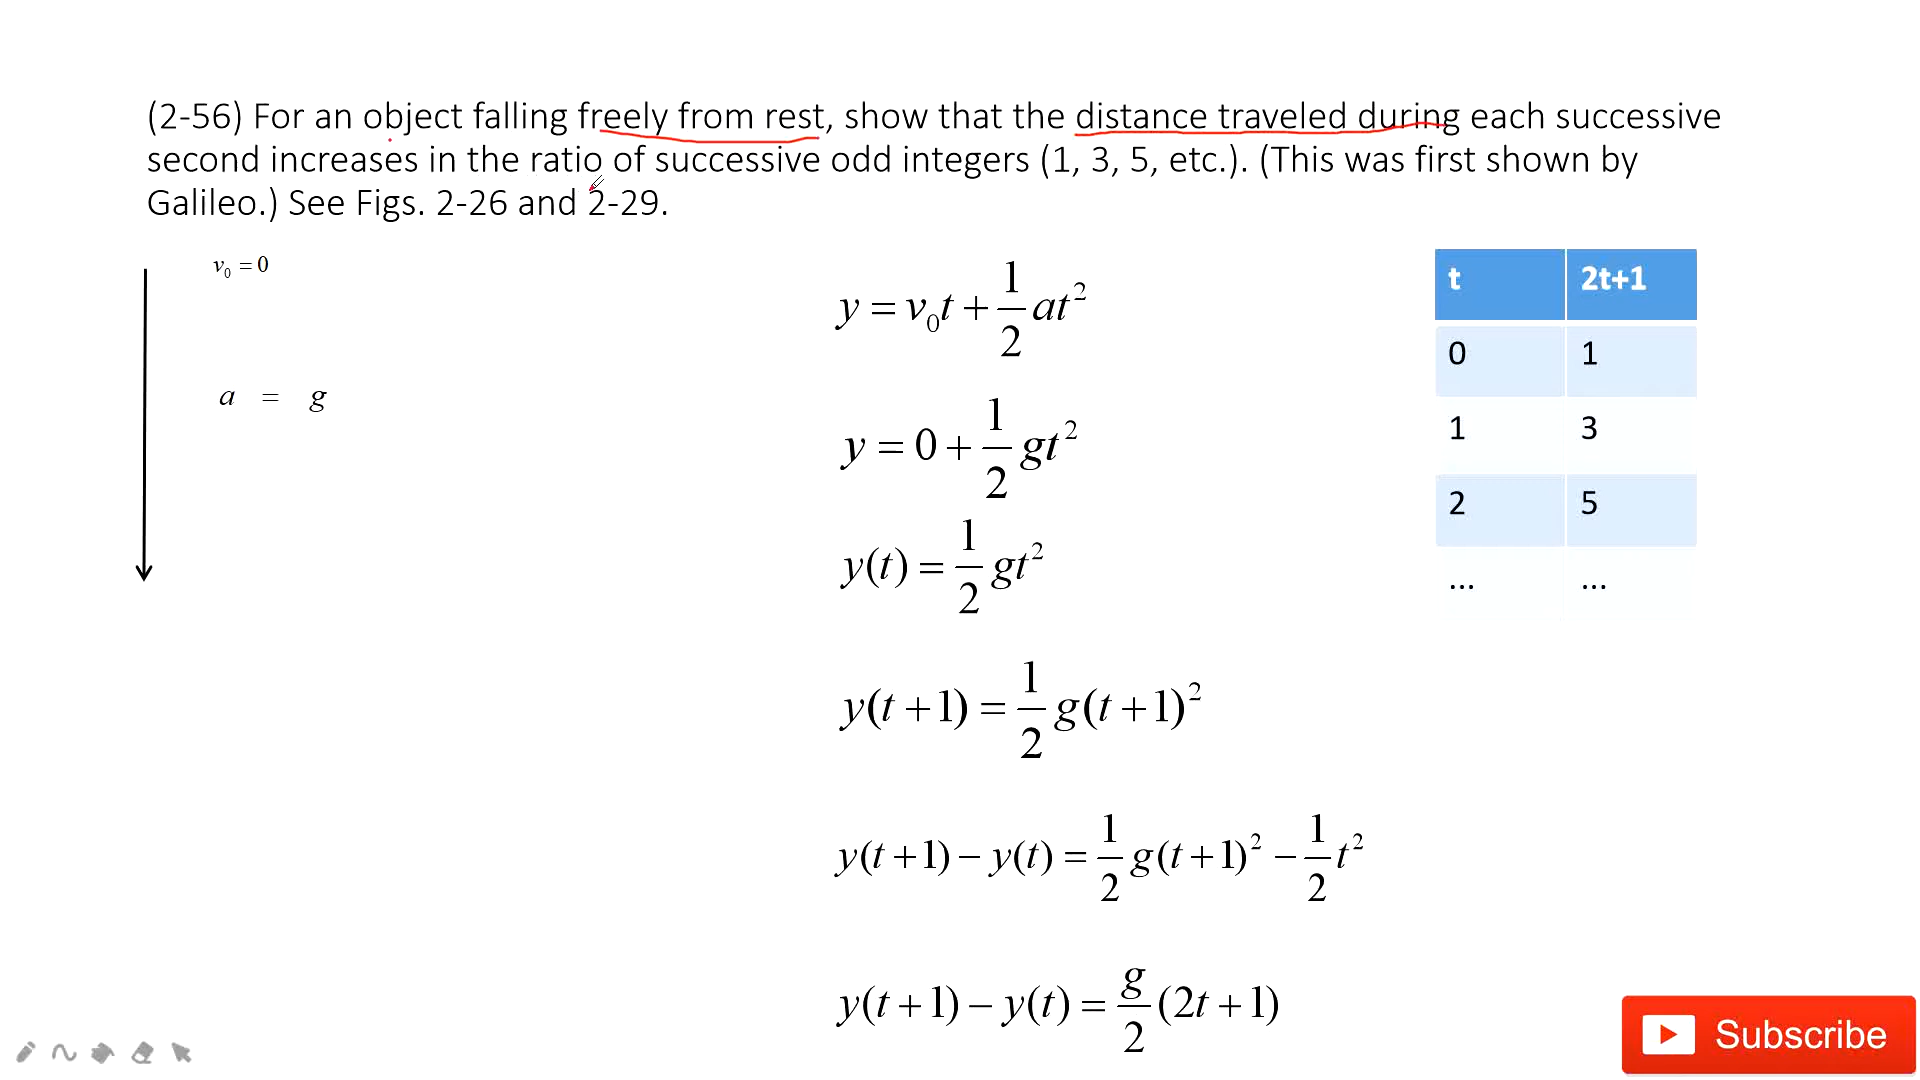 (2-56) For an object falling freely from rest, show that the distance traveled during each successive
second increases in the ratio of successive odd integers (1, 3, 5, etc.). (This was first shown by
Galileo.) See Figs. 2-26 and 2-29.
v₀ = 0
a = g
y = v₀t + 1/2 at²
y = 0 + 1/2 gt²
y(t) = 1/2 gt²
y(t+1) = 1/2 g(t+1)²
y(t+1) − y(t) = 1/2 g(t+1)² − 1/2 t²
y(t+1) − y(t) = g/2 (2t+1)
t 2t+1
0 1
1 3
2 5
... ...
Subscribe